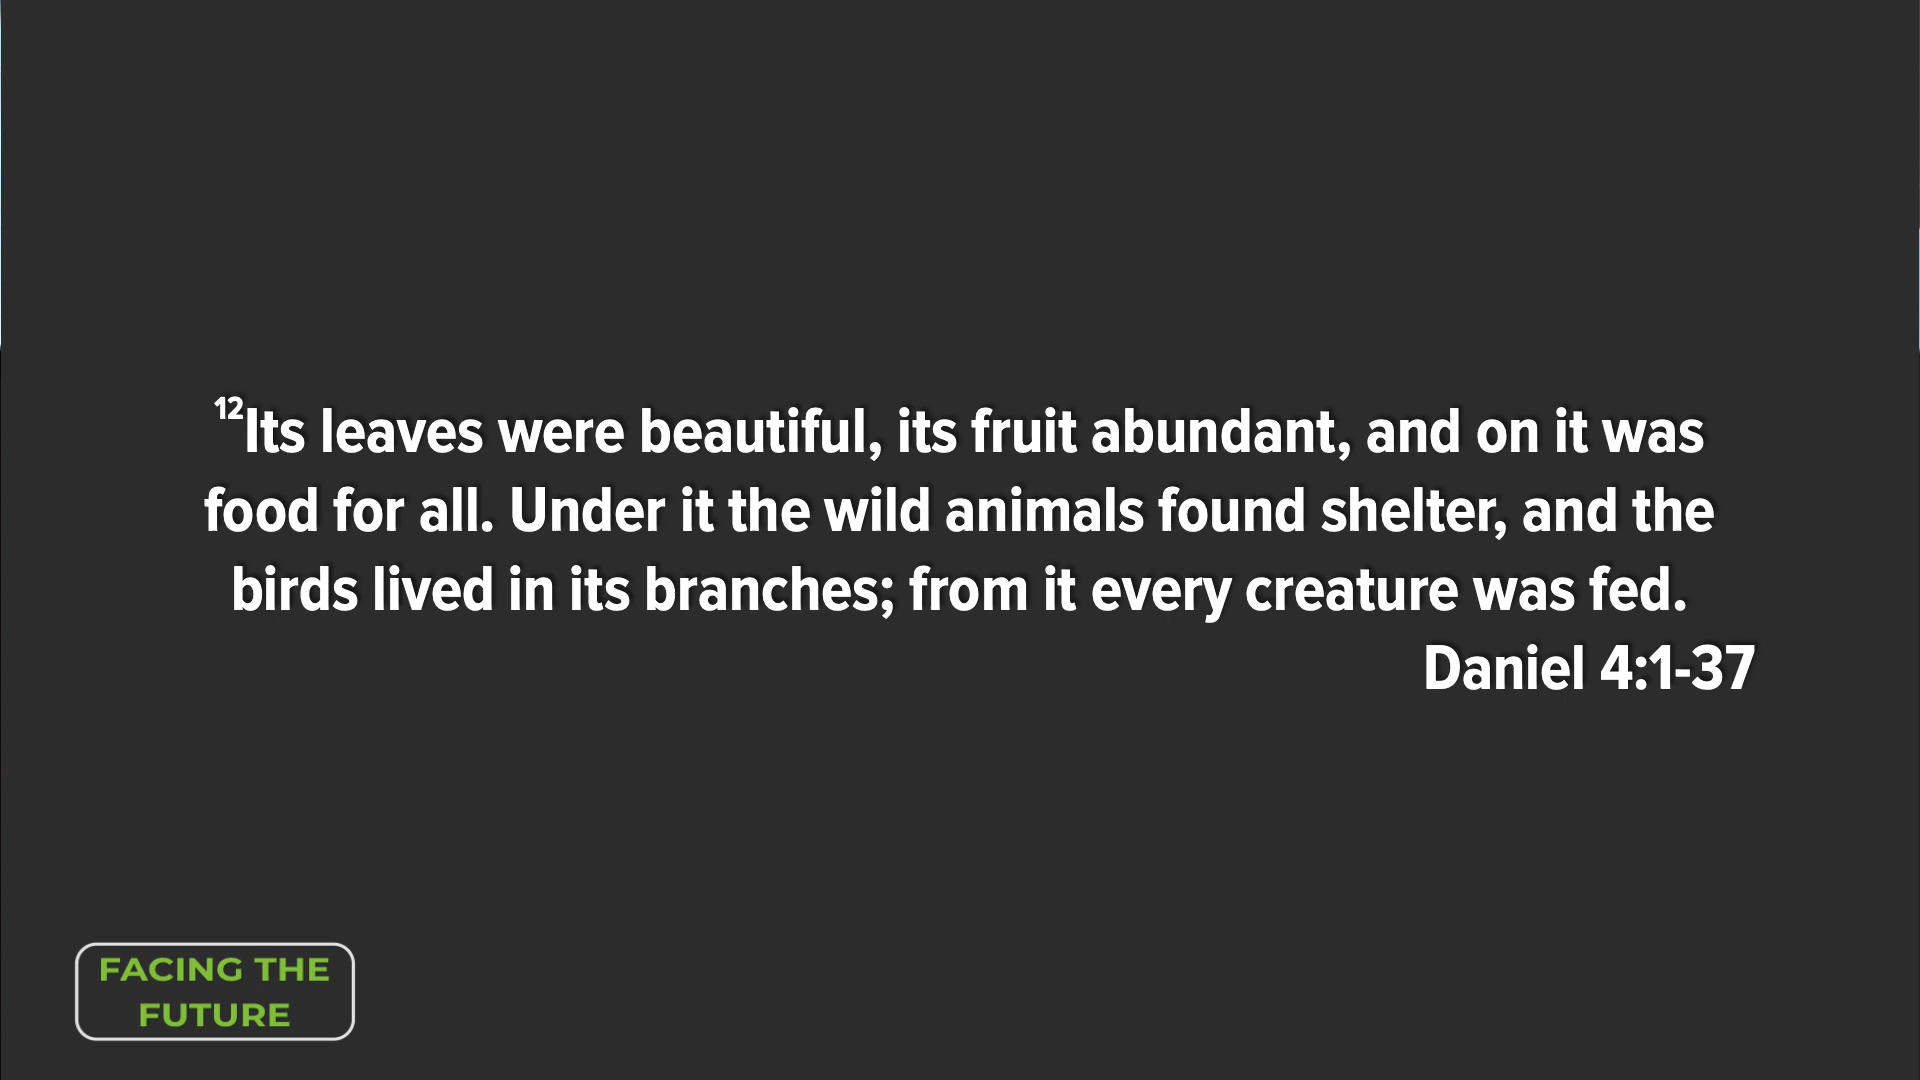 ¹²Its leaves were beautiful, its fruit abundant, and on it was
food for all. Under it the wild animals found shelter, and the
birds lived in its branches; from it every creature was fed.
Daniel 4:1-37
FACING THE
FUTURE